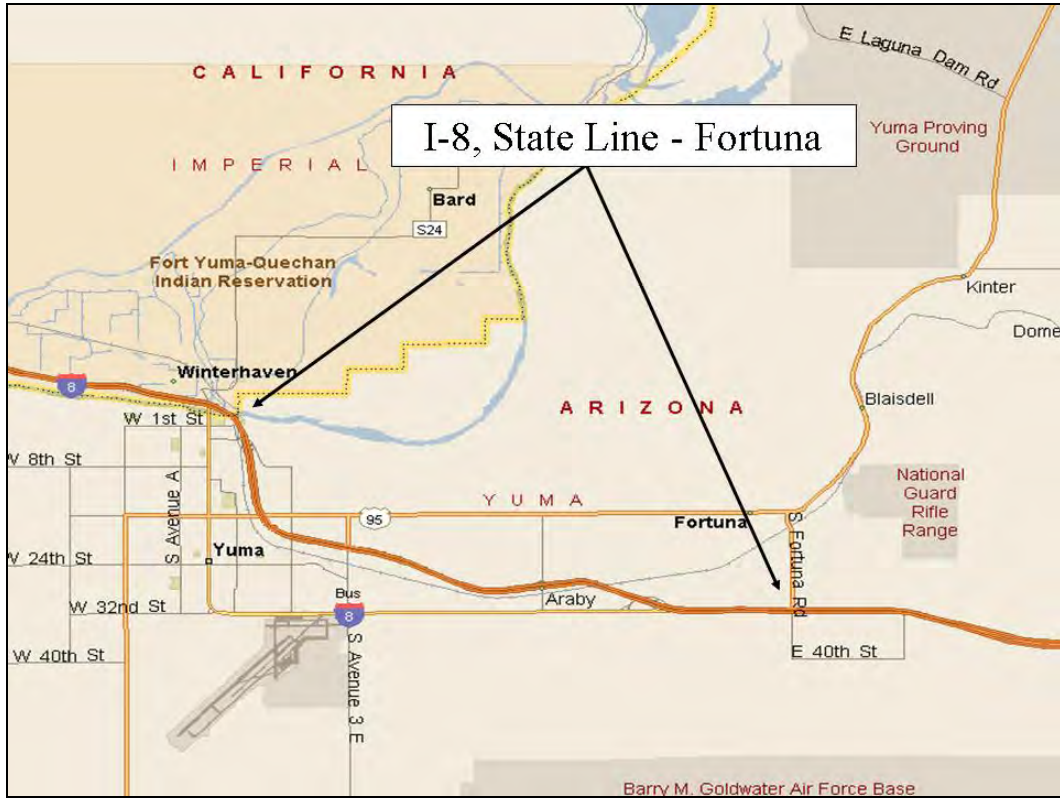 E Laguna Dam Rd
CALIFORNIA
I-8, State Line - Fortuna
Yuma Proving
Ground
IMPERIAL
Bard
S24
Fort Yuma-Quechan
Indian Reservation
Kinter
Dome
Winterhaven
8
ARIZONA
Blaisdell
W 1st St
W 8th St
S Avenue A
YUMA
National
Guard
Rifle
Range
95
Fortuna
S Fortuna Rd
W 24th St
Yuma
Bus
8
Araby
W 32nd St
S Avenue 3 E
W 40th St
E 40th St
Barry M. Goldwater Air Force Base